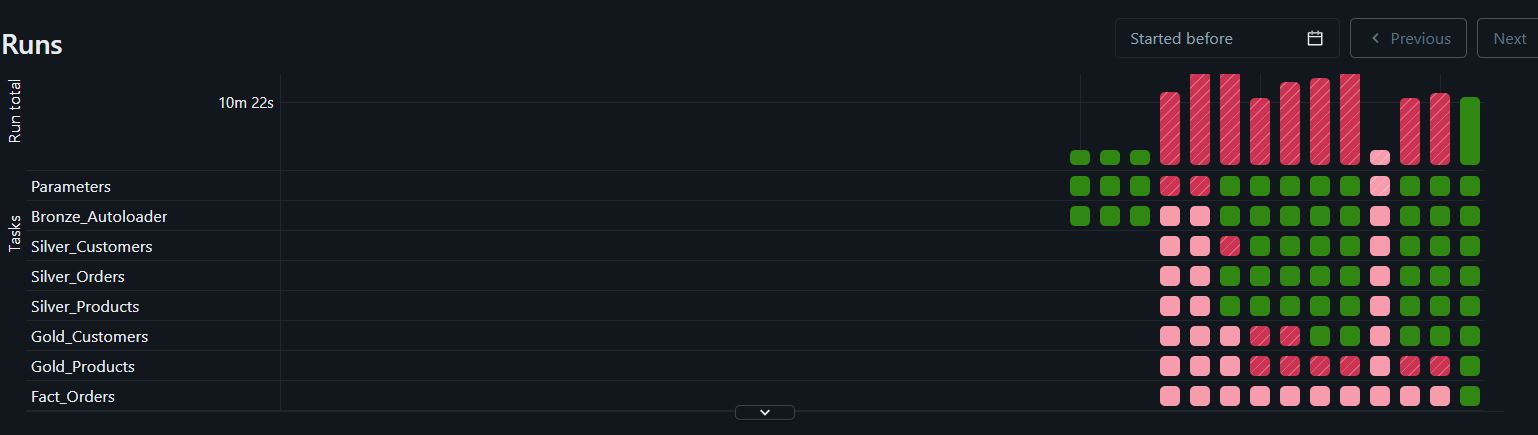 Runs
Started before
Previous
Next
Run total
10m 22s
Tasks
Parameters
Bronze_Autoloader
Silver_Customers
Silver_Orders
Silver_Products
Gold_Customers
Gold_Products
Fact_Orders